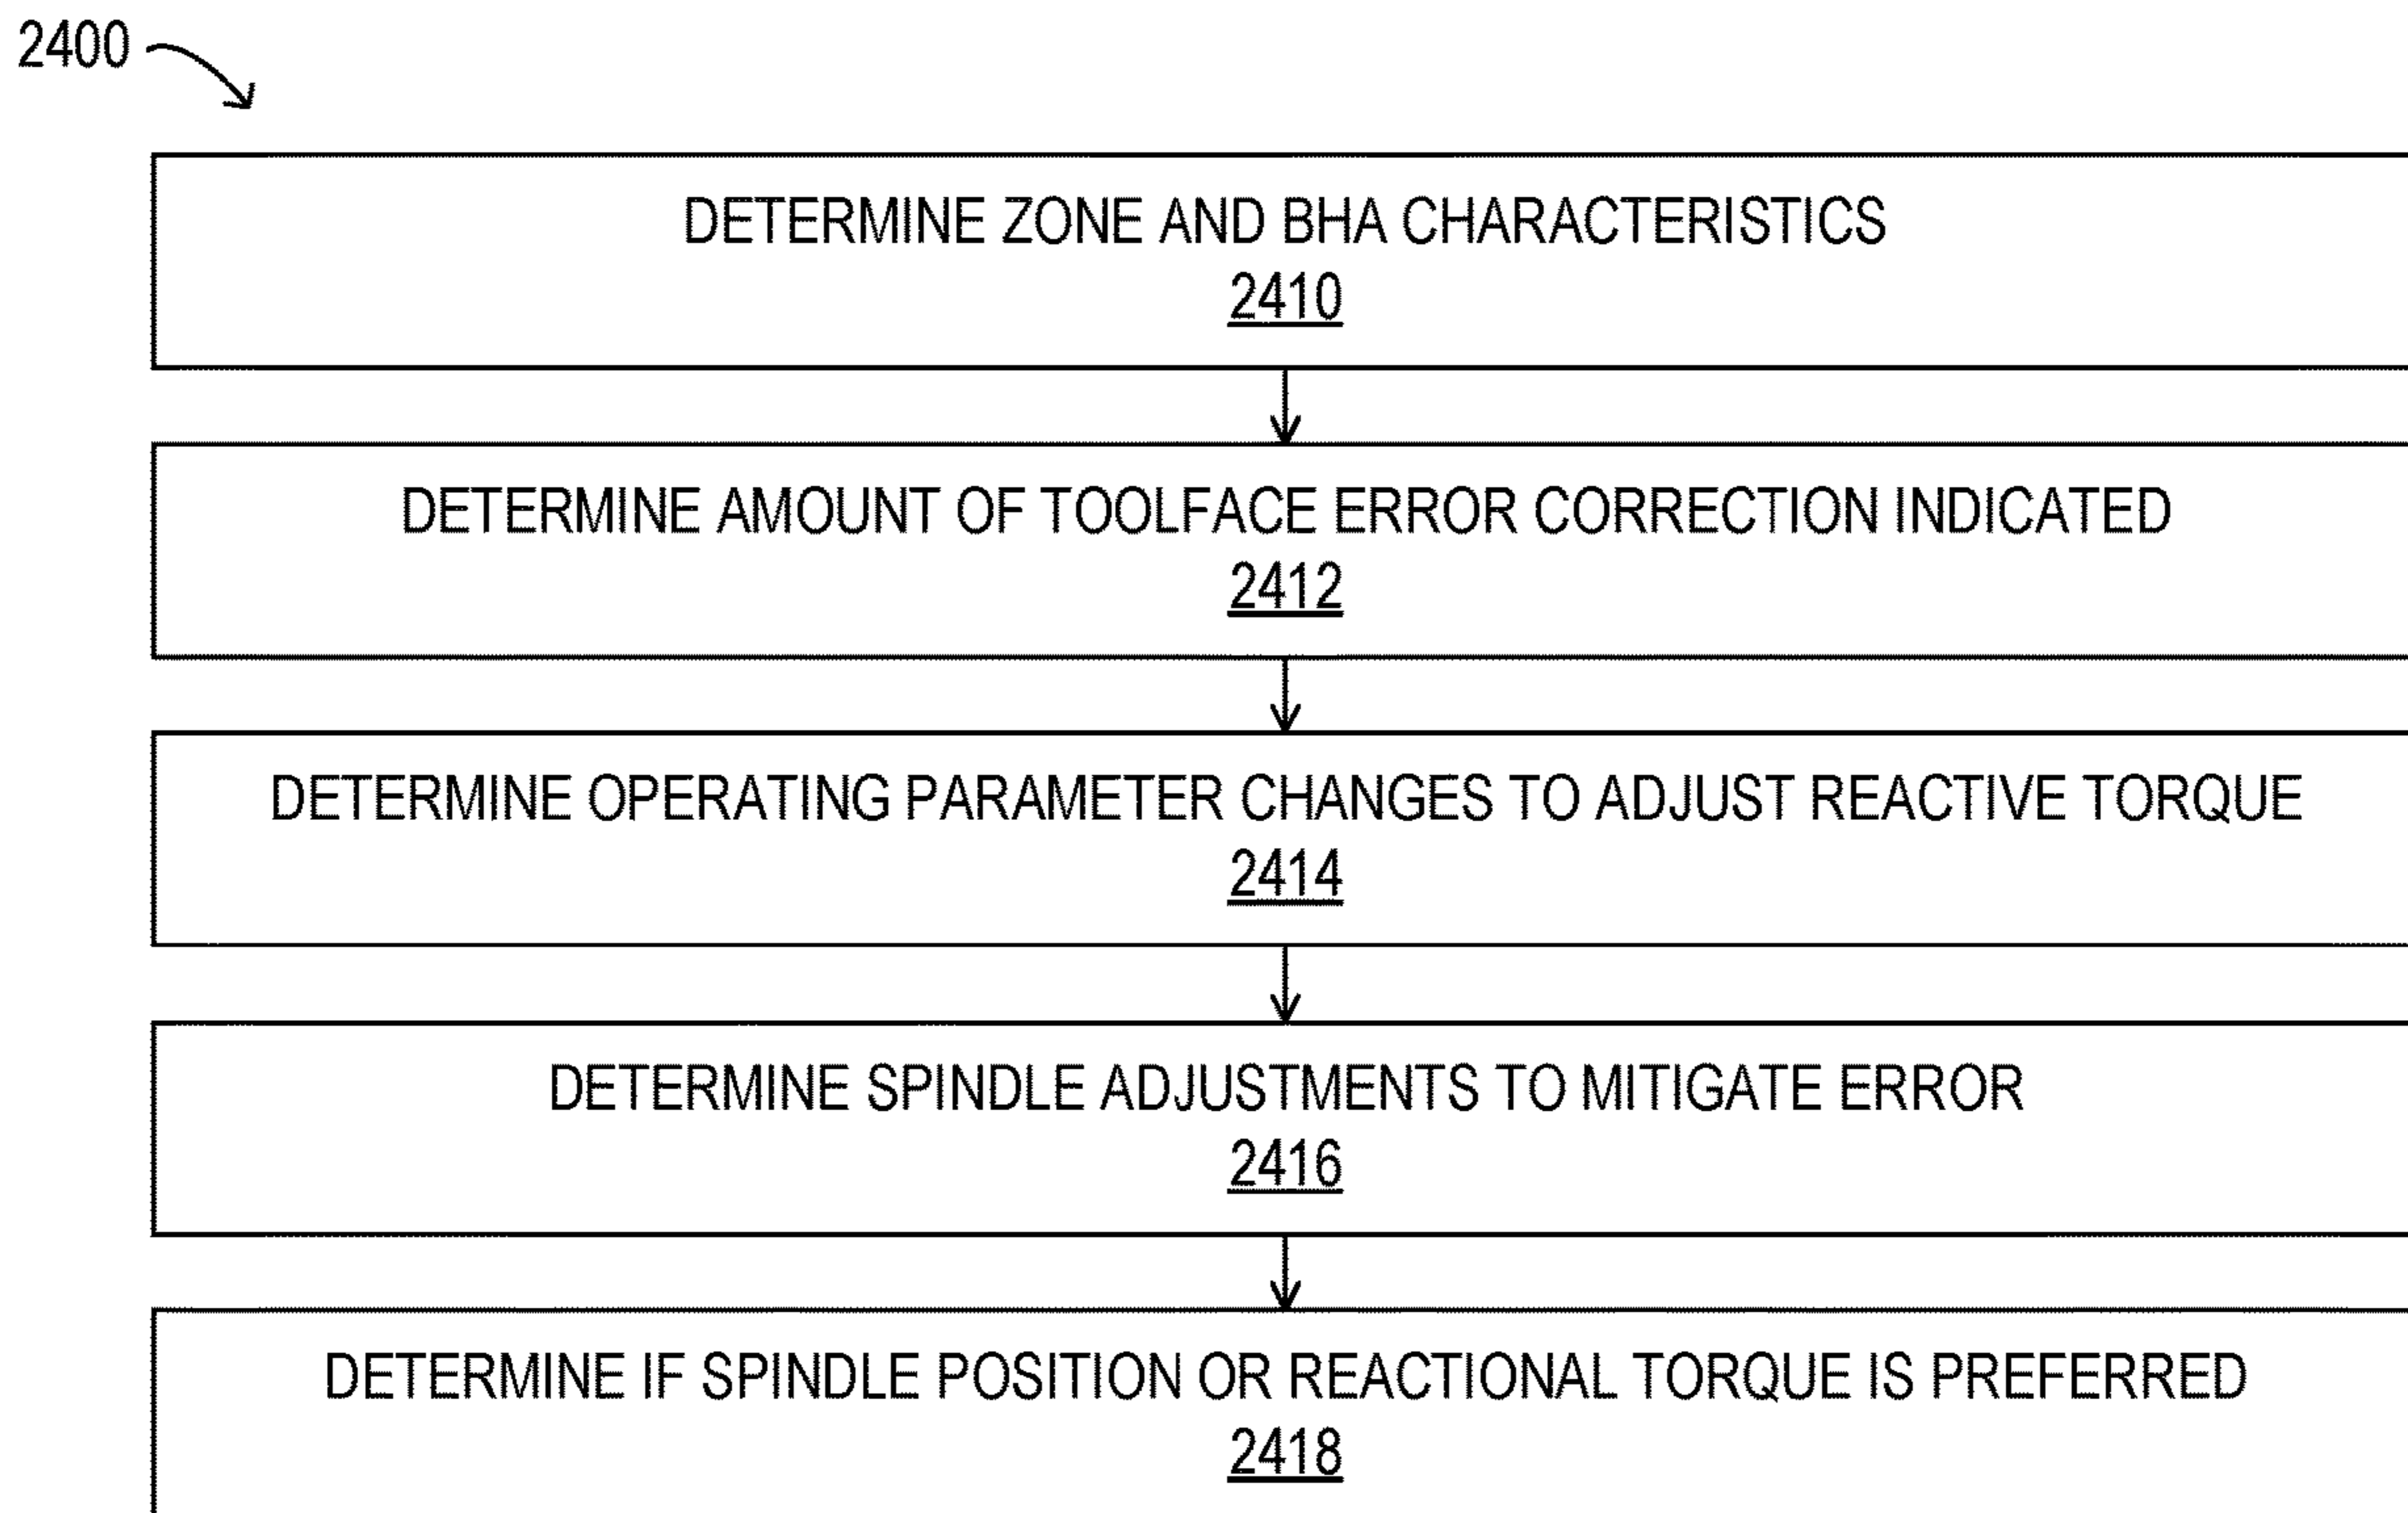 2400
DETERMINE ZONE AND BHA CHARACTERISTICS
2410
DETERMINE AMOUNT OF TOOLFACE ERROR CORRECTION INDICATED
2412
DETERMINE OPERATING PARAMETER CHANGES TO ADJUST REACTIVE TORQUE
2414
DETERMINE SPINDLE ADJUSTMENTS TO MITIGATE ERROR
2416
DETERMINE IF SPINDLE POSITION OR REACTIONAL TORQUE IS PREFERRED
2418